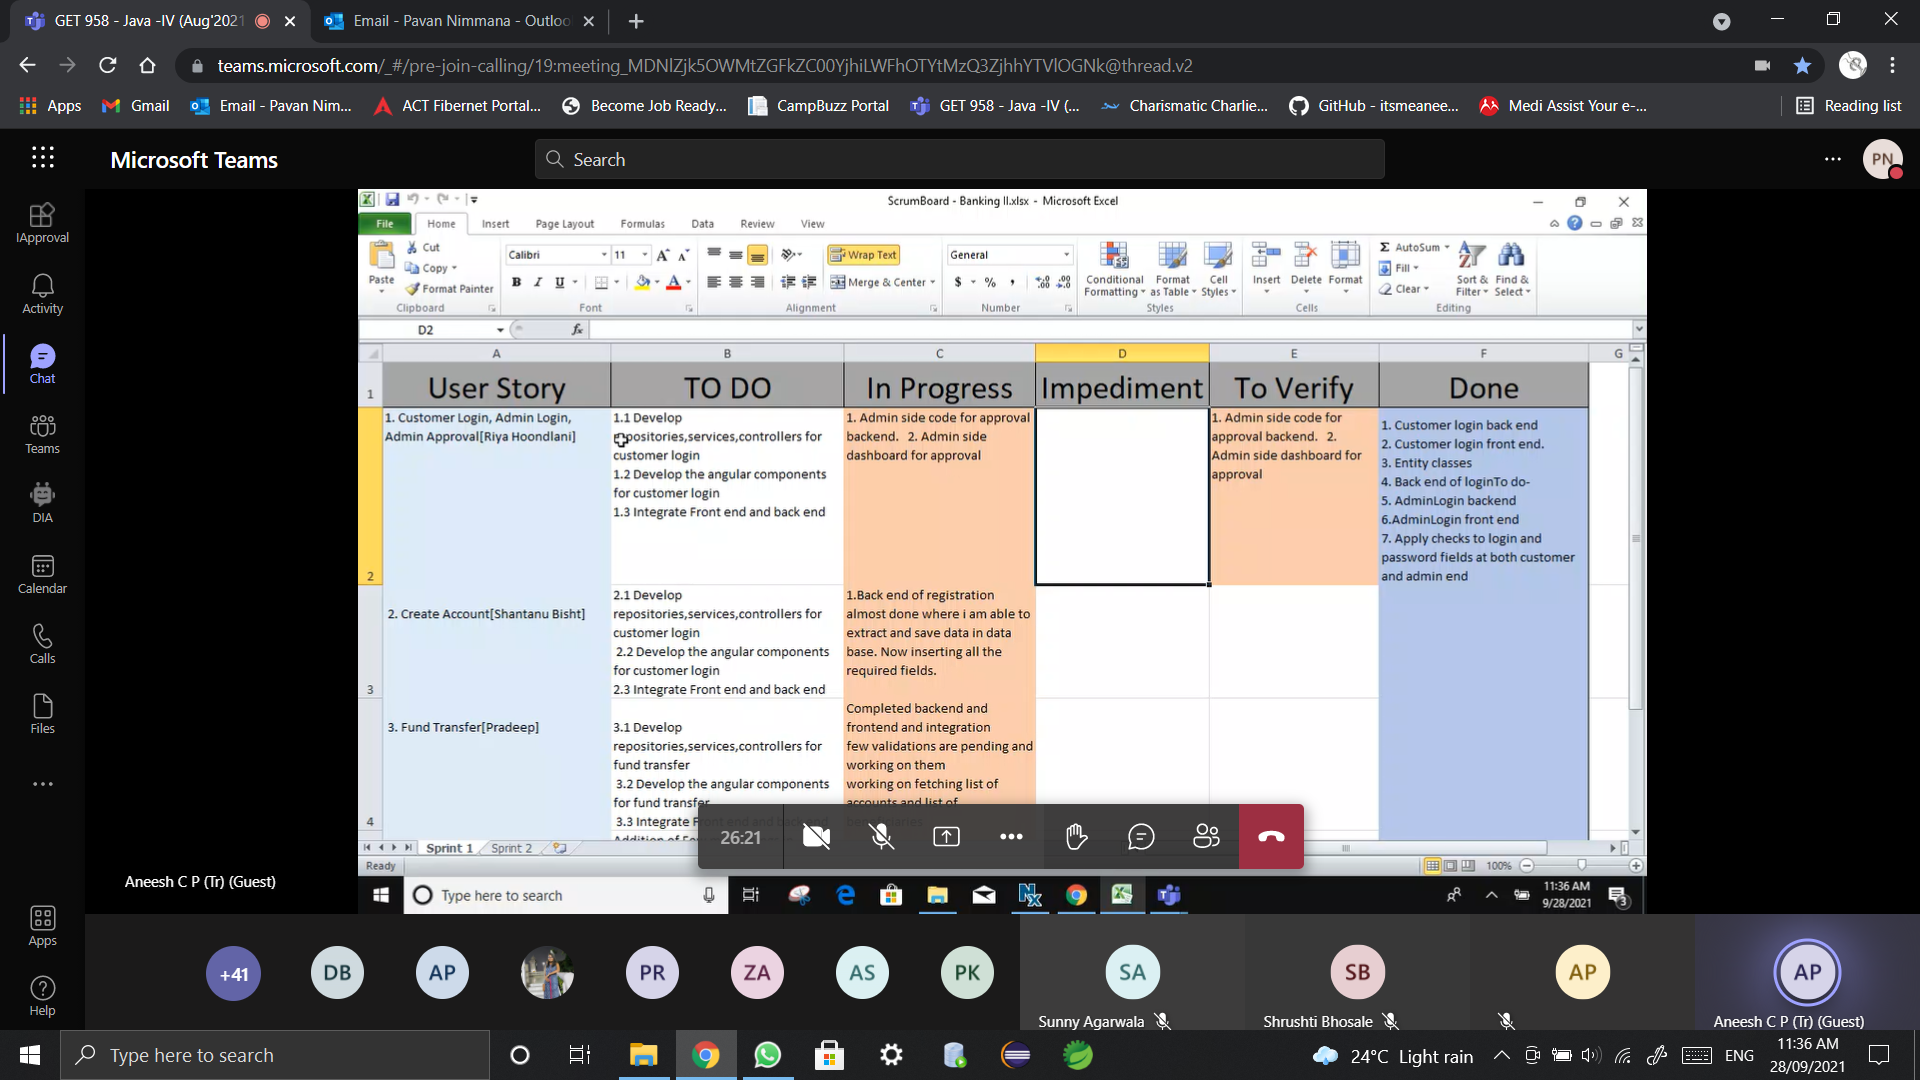 GET 958 - Java -IV (Aug'2021
Email - Pavan Nimmana - Outloo
teams.microsoft.com/_#/pre-join-calling/19:meeting_MDNlZjk5OWMtZGFkZC00YjhiLWFhOTYtMzQ3ZjhhYTVlOGNk@thread.v2
Apps
Gmail
Email - Pavan Nim...
ACT Fibernet Portal...
Become Job Ready...
CampBuzz Portal
GET 958 - Java -IV (...
Charismatic Charlie...
GitHub - itsmeanee...
Medi Assist Your e-...
Reading list
Microsoft Teams
Search
PN
IApproval
Activity
Chat
Teams
DIA
Calendar
Calls
Files
Apps
Help
ScrumBoard - Banking II.xlsx - Microsoft Excel
File Home Insert Page Layout Formulas Data Review View
Paste
Cut
Copy
Format Painter
Clipboard
Calibri 11
B I U
Font
Wrap Text
Merge & Center
Alignment
General
$ % ,
Number
Conditional Formatting
Format as Table
Cell Styles
Styles
Insert Delete Format
Cells
Σ AutoSum
Fill
Clear
Sort & Filter
Find & Select
Editing
D2
fx
A B C D E F G
1 User Story TO DO In Progress Impediment To Verify Done
2
1. Customer Login, Admin Login,
Admin Approval[Riya Hoondlani]
1.1 Develop
repositories,services,controllers for
customer login
1.2 Develop the angular components
for customer login
1.3 Integrate Front end and back end
1. Admin side code for approval
backend. 2. Admin side
dashboard for approval
1. Admin side code for
approval backend. 2.
Admin side dashboard for
approval
1. Customer login back end
2. Customer login front end.
3. Entity classes
4. Back end of loginTo do-
5. AdminLogin backend
6.AdminLogin front end
7. Apply checks to login and
password fields at both customer
and admin end
3
2. Create Account[Shantanu Bisht]
2.1 Develop
repositories,services,controllers for
customer login
2.2 Develop the angular components
for customer login
2.3 Integrate Front end and back end
1.Back end of registration
almost done where i am able to
extract and save data in data
base. Now inserting all the
required fields.
4
3. Fund Transfer[Pradeep]
3.1 Develop
repositories,services,controllers for
fund transfer
3.2 Develop the angular components
for fund transfer
3.3 Integrate Front end and back end
Completed backend and
frontend and integration
few validations are pending and
working on them
working on fetching list of
accounts and list of
26:21
Sprint 1 Sprint 2
Ready
100%
Aneesh C P (Tr) (Guest)
Type here to search
11:36 AM
9/28/2021
3
+41
DB
AP
PR
ZA
AS
PK
SA
SB
AP
AP
Sunny Agarwala
Shrushti Bhosale
Aneesh C P (Tr) (Guest)
Type here to search
24°C Light rain
ENG
11:36 AM
28/09/2021